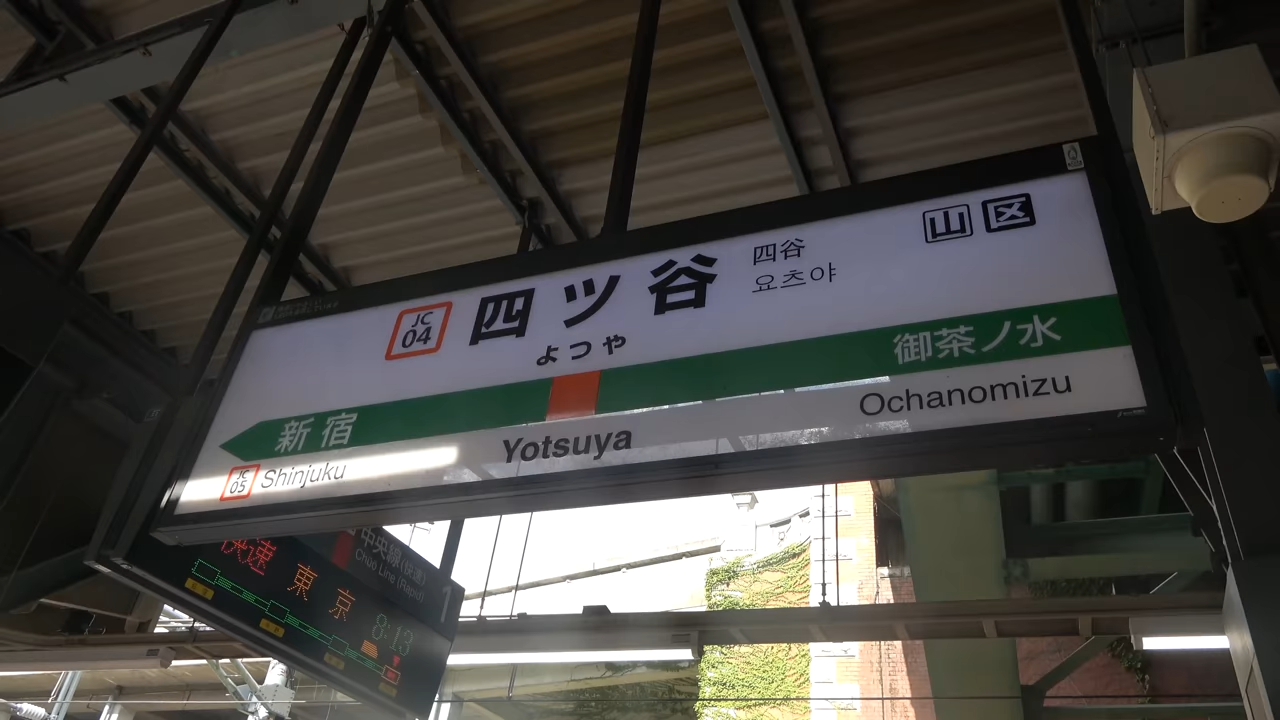 山 区
JC
04
四ツ谷
四谷
요츠야
よつや
新宿
御茶ノ水
JC
05
Shinjuku
Yotsuya
Ochanomizu
中央線(快速)
Chūō Line (Rapid)
1
快速 東京 8:13